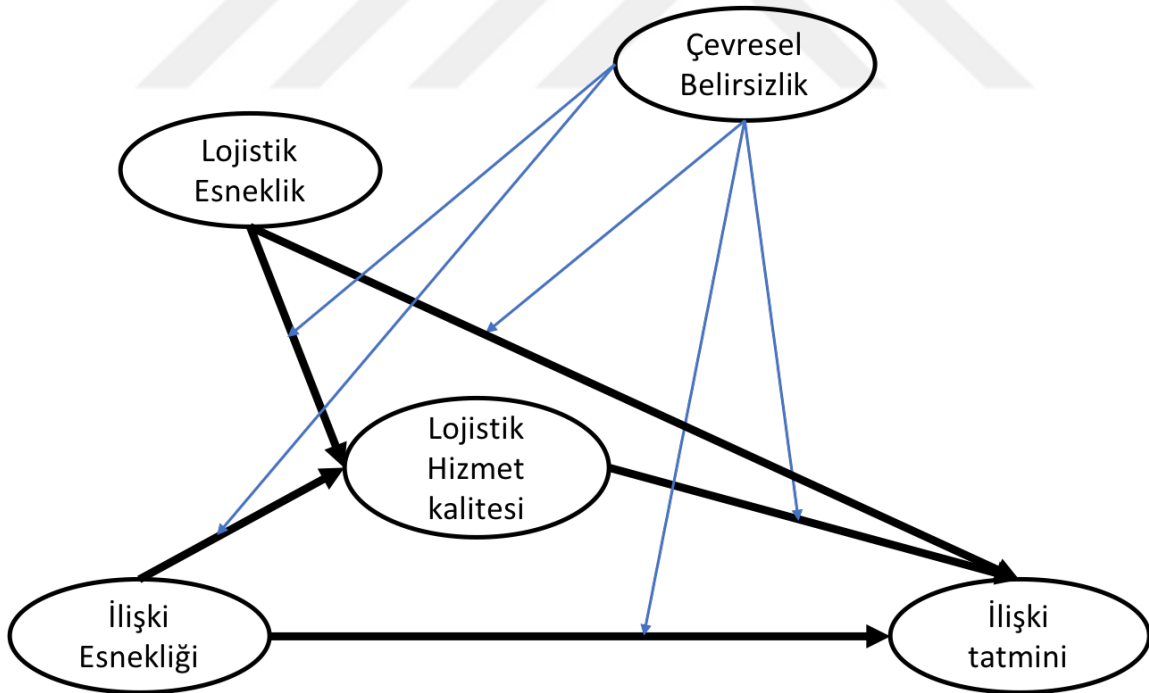 Çevresel
Belirsizlik
Lojistik
Esneklik
Lojistik
Hizmet
kalitesi
İlişki
Esnekliği
İlişki
tatmini